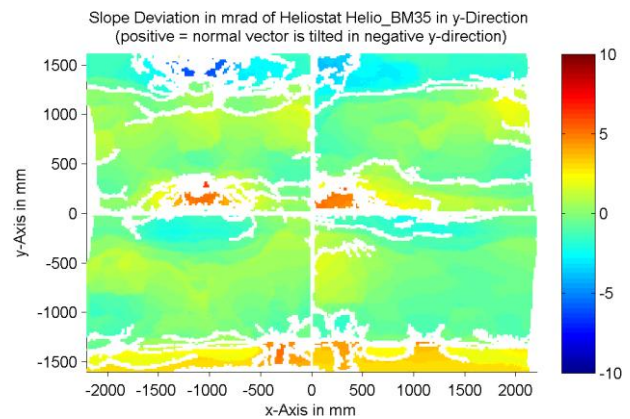 Slope Deviation in mrad of Heliostat Helio_BM35 in y-Direction
(positive = normal vector is tilted in negative y-direction)
1500
1000
500
0
-500
-1000
-1500
y-Axis in mm
-2000 -1500 -1000 -500 0 500 1000 1500 2000
x-Axis in mm
10
5
0
-5
-10